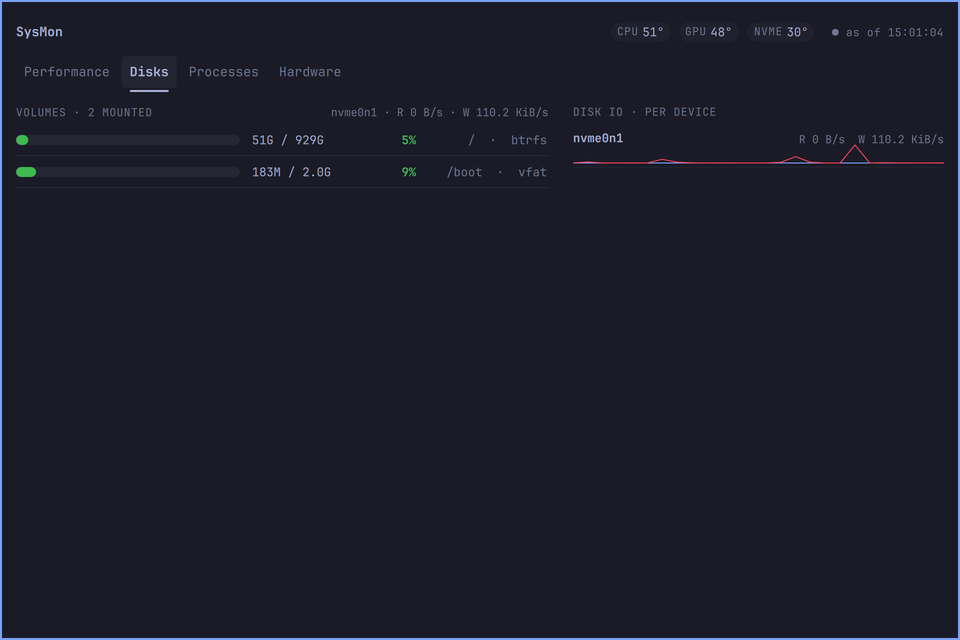 SysMon CPU 51° GPU 48° NVME 30° as of 15:01:04
Performance Disks Processes Hardware
VOLUMES · 2 MOUNTED nvme0n1 · R 0 B/s · W 110.2 KiB/s
51G / 929G 5% / · btrfs
183M / 2.0G 9% /boot · vfat
DISK IO · PER DEVICE
nvme0n1 R 0 B/s W 110.2 KiB/s